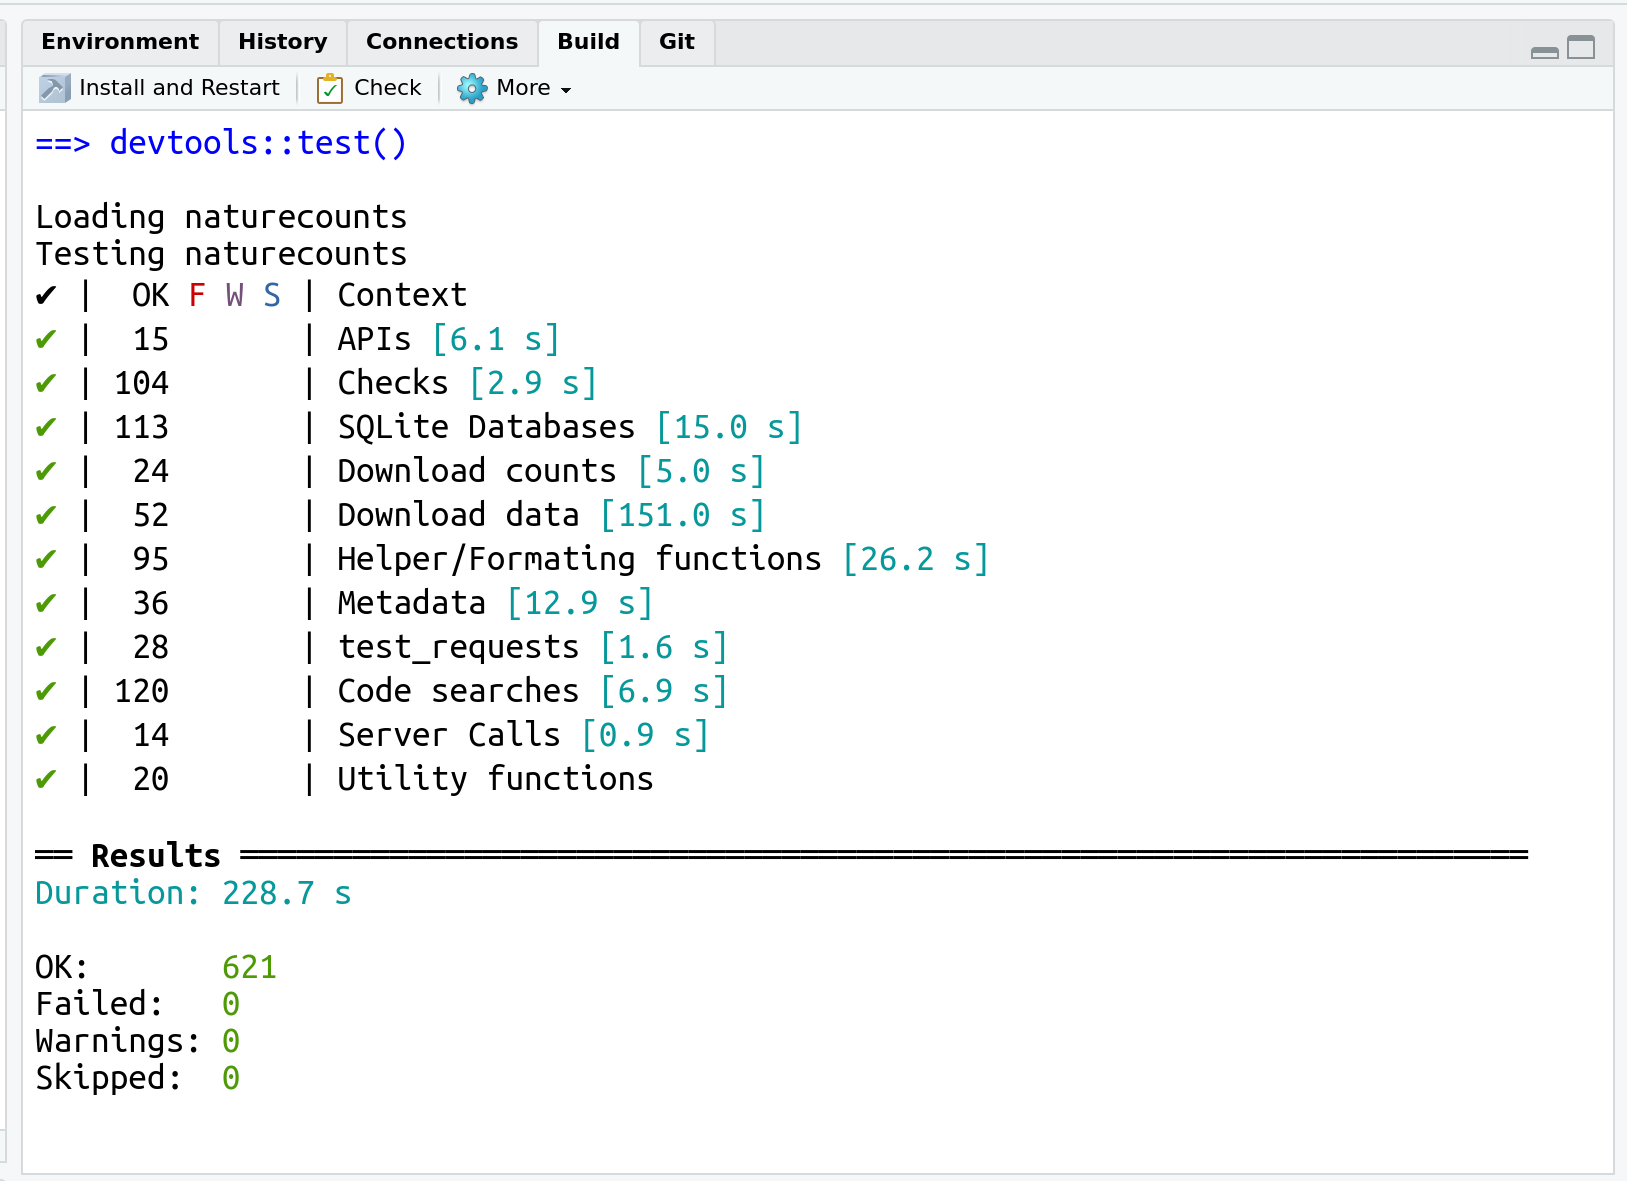 Environment History Connections Build Git
Install and Restart Check More
==> devtools::test()
Loading naturecounts
Testing naturecounts
✔ | OK F W S | Context
✔ | 15 | APIs [6.1 s]
✔ | 104 | Checks [2.9 s]
✔ | 113 | SQLite Databases [15.0 s]
✔ | 24 | Download counts [5.0 s]
✔ | 52 | Download data [151.0 s]
✔ | 95 | Helper/Formating functions [26.2 s]
✔ | 36 | Metadata [12.9 s]
✔ | 28 | test_requests [1.6 s]
✔ | 120 | Code searches [6.9 s]
✔ | 14 | Server Calls [0.9 s]
✔ | 20 | Utility functions
══ Results ═════════════════════════════════════════════════════════════════════
Duration: 228.7 s
OK: 621
Failed: 0
Warnings: 0
Skipped: 0